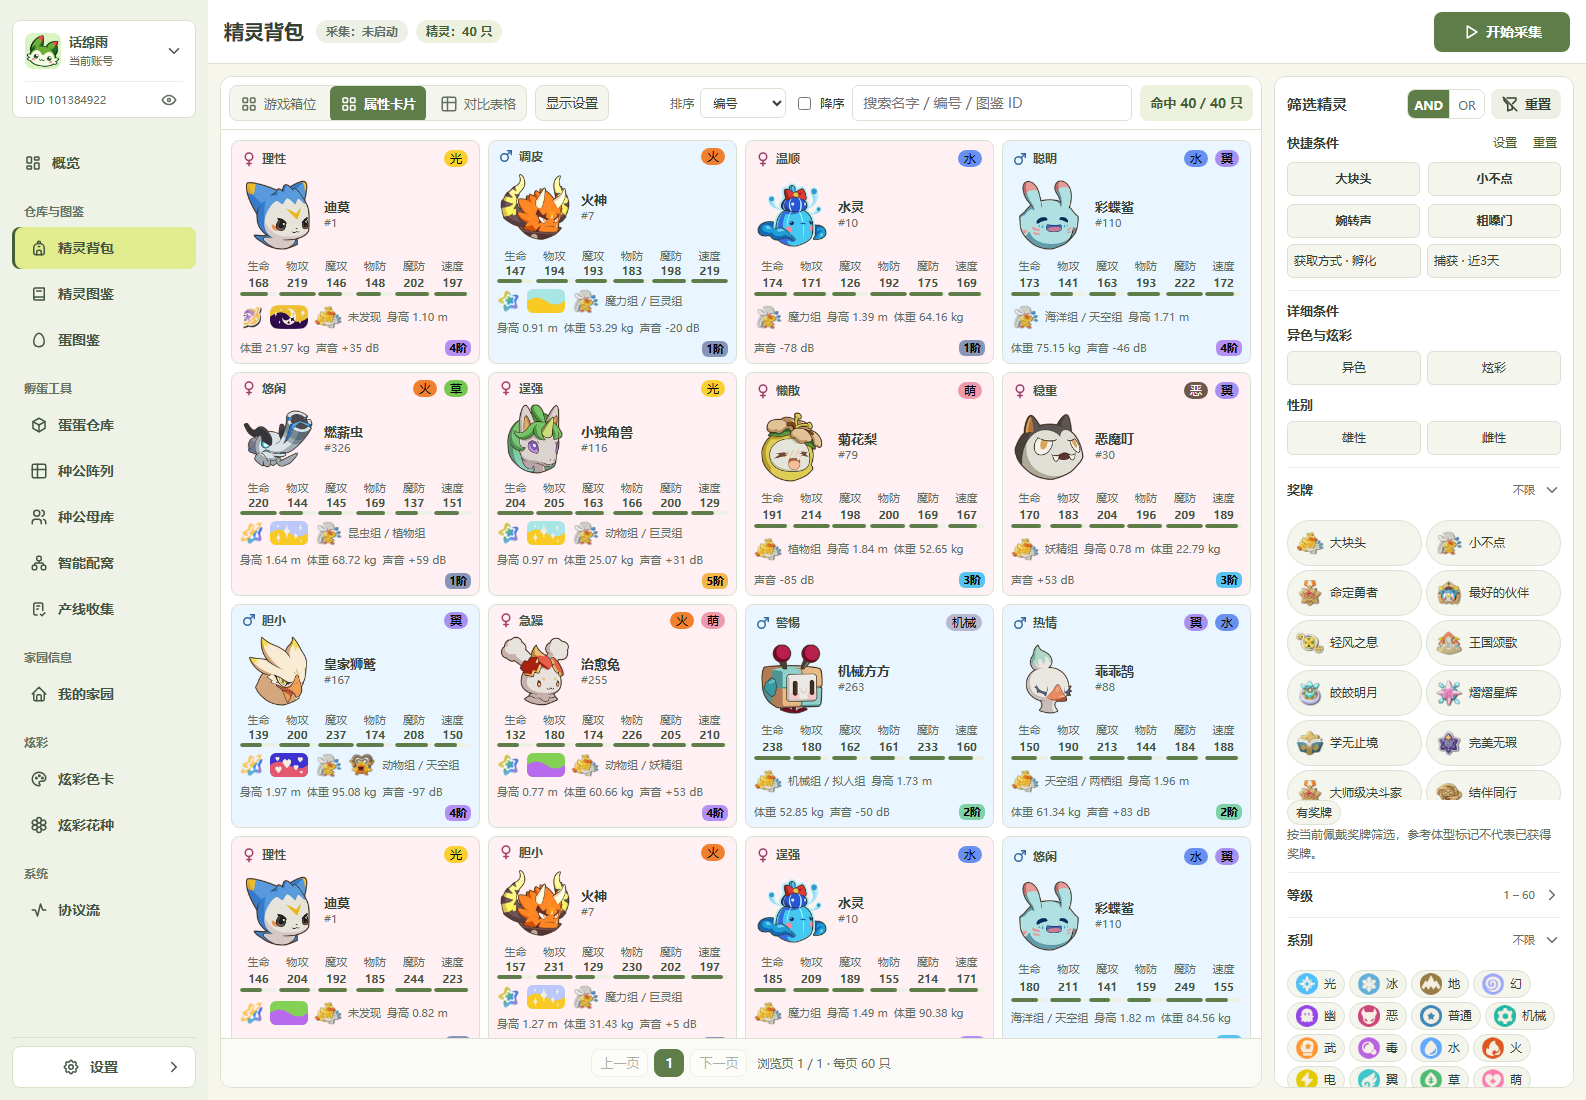 话绵雨
当前账号
UID 101384922
概览
仓库与图鉴
精灵背包
精灵图鉴
蛋图鉴
孵蛋工具
蛋蛋仓库
种公阵列
种公母库
智能配窝
产线收集
家园信息
我的家园
炫彩
炫彩色卡
炫彩花种
系统
协议流
设置
精灵背包 采集：未启动 精灵：40 只 开始采集
游戏箱位 属性卡片 对比表格 显示设置 排序 编号 降序 搜索名字 / 编号 / 图鉴 ID 命中 40 / 40 只
理性 光
迪莫
#1
生命 物攻 魔攻 物防 魔防 速度
168 219 146 148 202 197
未发现 身高 1.10 m
体重 21.97 kg 声音 +35 dB
4阶
调皮 火
火神
#7
生命 物攻 魔攻 物防 魔防 速度
147 194 193 183 198 219
魔力组 / 巨灵组
身高 0.91 m 体重 53.29 kg 声音 -20 dB
1阶
温顺 水
水灵
#10
生命 物攻 魔攻 物防 魔防 速度
174 171 126 192 175 169
魔力组 身高 1.39 m 体重 64.16 kg
声音 -78 dB
1阶
聪明 水 翼
彩蝶鲨
#110
生命 物攻 魔攻 物防 魔防 速度
173 141 163 193 222 172
海洋组 / 天空组 身高 1.71 m
体重 75.15 kg 声音 -46 dB
4阶
悠闲 火 草
燃薪虫
#326
生命 物攻 魔攻 物防 魔防 速度
220 144 145 169 137 151
昆虫组 / 植物组
身高 1.64 m 体重 68.72 kg 声音 +59 dB
1阶
逞强 光
小独角兽
#116
生命 物攻 魔攻 物防 魔防 速度
204 205 163 166 200 129
动物组 / 巨灵组
身高 0.97 m 体重 25.07 kg 声音 +31 dB
5阶
懒散 萌
菊花梨
#79
生命 物攻 魔攻 物防 魔防 速度
191 214 198 200 169 167
植物组 身高 1.84 m 体重 52.65 kg
声音 -85 dB
3阶
稳重 恶 翼
恶魔叮
#30
生命 物攻 魔攻 物防 魔防 速度
170 183 204 196 209 189
妖精组 身高 0.78 m 体重 22.79 kg
声音 +53 dB
3阶
胆小 翼
皇家狮鹫
#167
生命 物攻 魔攻 物防 魔防 速度
139 200 237 174 208 150
动物组 / 天空组
身高 1.97 m 体重 95.08 kg 声音 -97 dB
4阶
急躁 火 萌
治愈兔
#255
生命 物攻 魔攻 物防 魔防 速度
132 180 174 226 205 210
动物组 / 妖精组
身高 0.77 m 体重 60.66 kg 声音 +53 dB
4阶
警惕 机械
机械方方
#263
生命 物攻 魔攻 物防 魔防 速度
238 180 162 161 233 160
机械组 / 拟人组 身高 1.73 m
体重 52.85 kg 声音 -50 dB
2阶
热情 翼 水
乖乖鹄
#88
生命 物攻 魔攻 物防 魔防 速度
150 190 213 144 184 188
天空组 / 两栖组 身高 1.96 m
体重 61.34 kg 声音 +83 dB
2阶
理性 光
迪莫
#1
生命 物攻 魔攻 物防 魔防 速度
146 204 192 185 244 223
未发现 身高 0.82 m
胆小 火
火神
#7
生命 物攻 魔攻 物防 魔防 速度
157 231 129 230 202 197
魔力组 / 巨灵组
身高 1.27 m 体重 31.43 kg 声音 +5 dB
逞强 水
水灵
#10
生命 物攻 魔攻 物防 魔防 速度
185 209 189 155 214 171
魔力组 身高 1.49 m 体重 90.38 kg
悠闲 水 翼
彩蝶鲨
#110
生命 物攻 魔攻 物防 魔防 速度
180 211 141 159 249 155
海洋组 / 天空组 身高 1.82 m 体重 84.56 kg
上一页 1 下一页 浏览页 1 / 1 · 每页 60 只
筛选精灵 AND OR 重置
快捷条件 设置 重置
大块头 小不点
婉转声 粗嗓门
获取方式 · 孵化 捕获 · 近3天
详细条件
异色与炫彩
异色 炫彩
性别
雄性 雌性
奖牌 不限
大块头 小不点
命定勇者 最好的伙伴
轻风之息 王国颂歌
皎皎明月 熠熠星辉
学无止境 完美无瑕
大师级决斗家 结伴同行
有奖牌
按当前佩戴奖牌筛选，参考体型标记不代表已获得
奖牌。
等级 1 – 60
系别 不限
光 冰 地 幻
幽 恶 普通 机械
武 毒 水 火
电 翼 草 萌